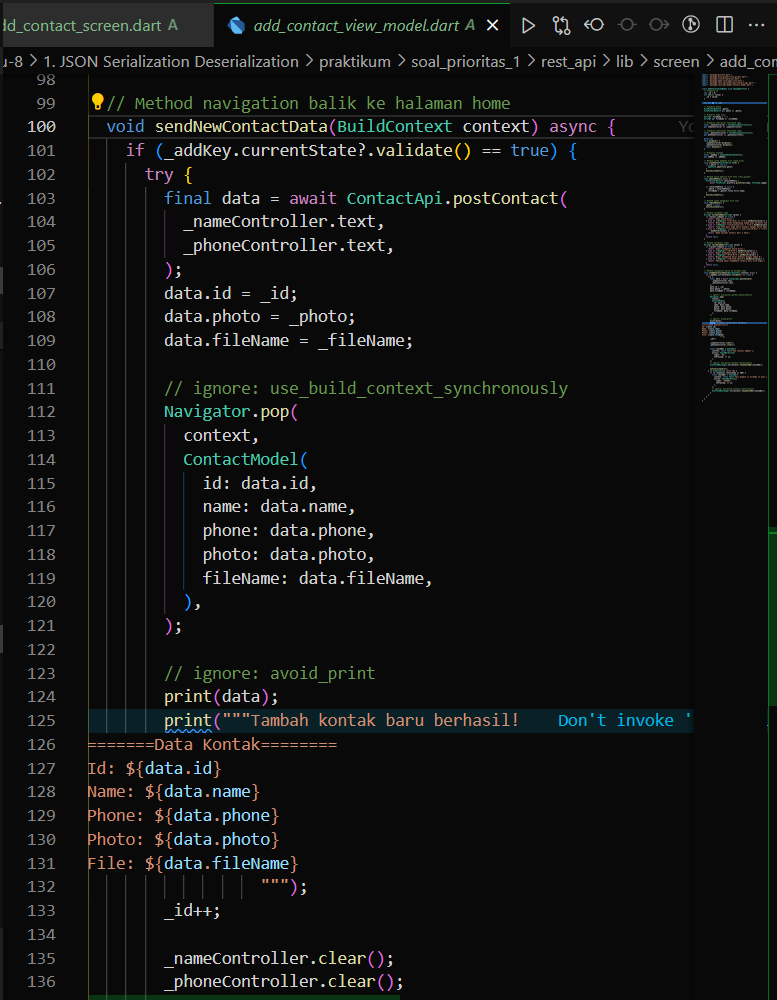 dd_contact_screen.dart A
add_contact_view_model.dart A
u-8 > 1. JSON Serialization Deserialization > praktikum > soal_prioritas_1 > rest_api > lib > screen >
98
99 // Method navigation balik ke halaman home
100 void sendNewContactData(BuildContext context) async {
101 if (_addKey.currentState?.validate() == true) {
102 try {
103 final data = await ContactApi.postContact(
104 _nameController.text,
105 _phoneController.text,
106 );
107 data.id = _id;
108 data.photo = _photo;
109 data.fileName = _fileName;
110
111 // ignore: use_build_context_synchronously
112 Navigator.pop(
113 context,
114 ContactModel(
115 id: data.id,
116 name: data.name,
117 phone: data.phone,
118 photo: data.photo,
119 fileName: data.fileName,
120 ),
121 );
122
123 // ignore: avoid_print
124 print(data);
125 print("""Tambah kontak baru berhasil! Don't invoke '
126 =======Data Kontak========
127 Id: ${data.id}
128 Name: ${data.name}
129 Phone: ${data.phone}
130 Photo: ${data.photo}
131 File: ${data.fileName}
132 """);
133 _id++;
134
135 _nameController.clear();
136 _phoneController.clear();